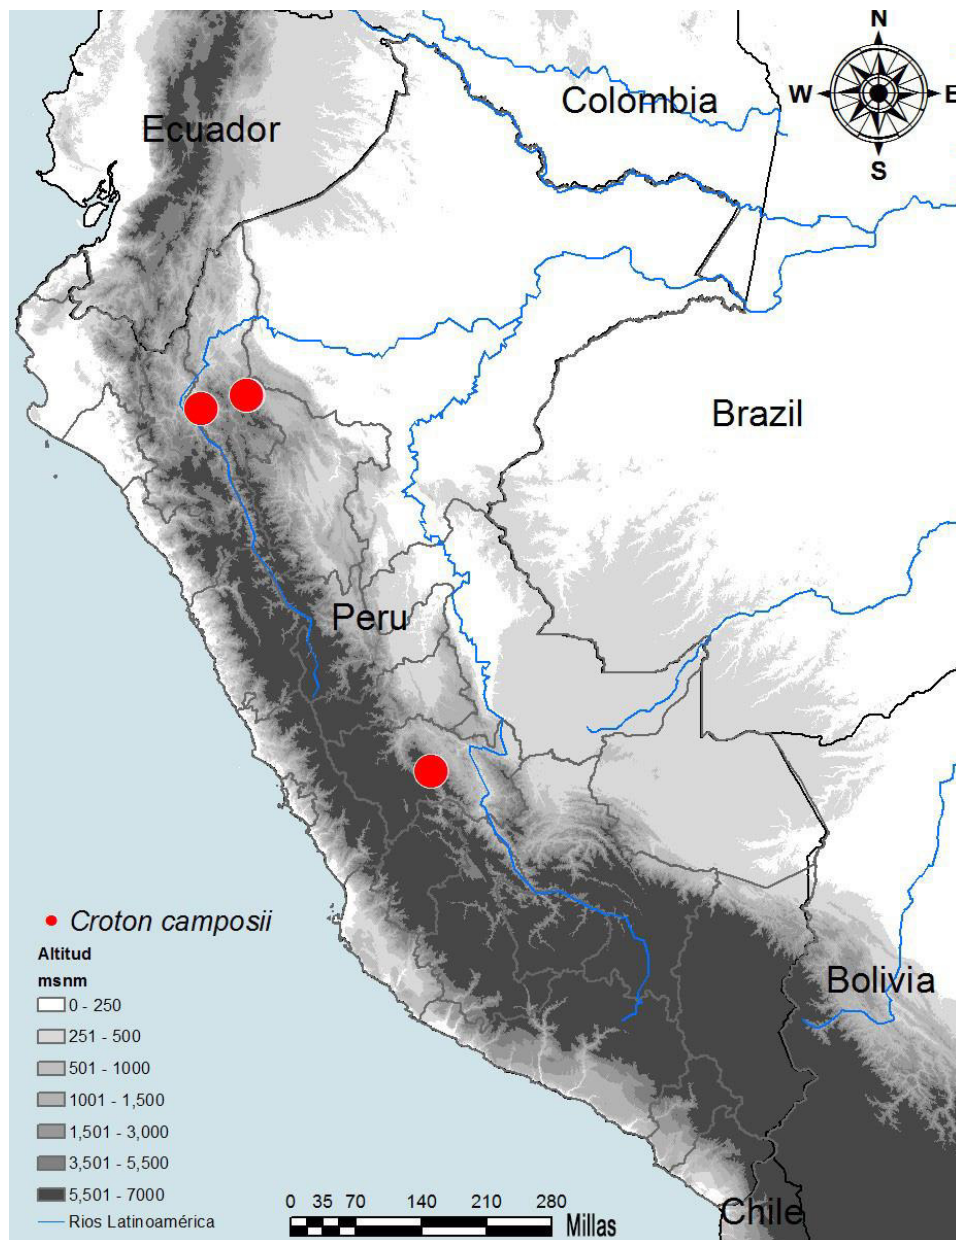 N
W E
S
Colombia
Ecuador
Brazil
Peru
Bolivia
Chile
Croton camposii
Altitud
msnm
0 - 250
251 - 500
501 - 1000
1001 - 1,500
1,501 - 3,000
3,501 - 5,500
5,501 - 7000
Rios Latinoamérica
0 35 70 140 210 280
Millas